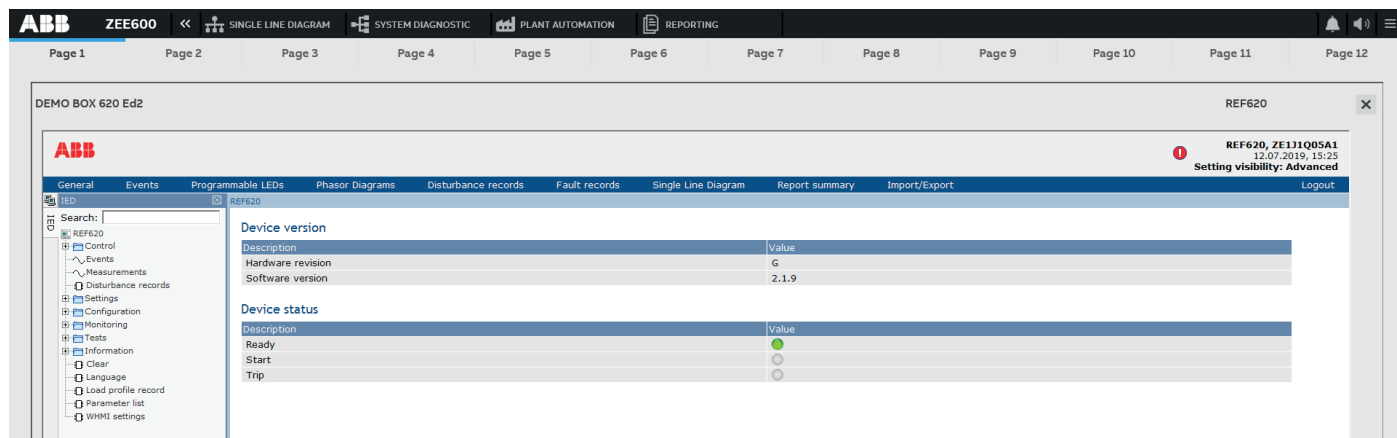 ABB ZEE600 « SINGLE LINE DIAGRAM SYSTEM DIAGNOSTIC PLANT AUTOMATION REPORTING
Page 1 Page 2 Page 3 Page 4 Page 5 Page 6 Page 7 Page 8 Page 9 Page 10 Page 11 Page 12
DEMO BOX 620 Ed2 REF620
ABB
REF620, ZE1J1Q05A1
12.07.2019, 15:25
Setting visibility: Advanced
General Events Programmable LEDs Phasor Diagrams Disturbance records Fault records Single Line Diagram Report summary Import/Export Logout
IED
IED
REF620
Search:
REF620
Control
Events
Measurements
Disturbance records
Settings
Configuration
Monitoring
Tests
Information
Clear
Language
Load profile record
Parameter list
WHMI settings
Device version
Description Value
Hardware revision G
Software version 2.1.9
Device status
Description Value
Ready
Start
Trip